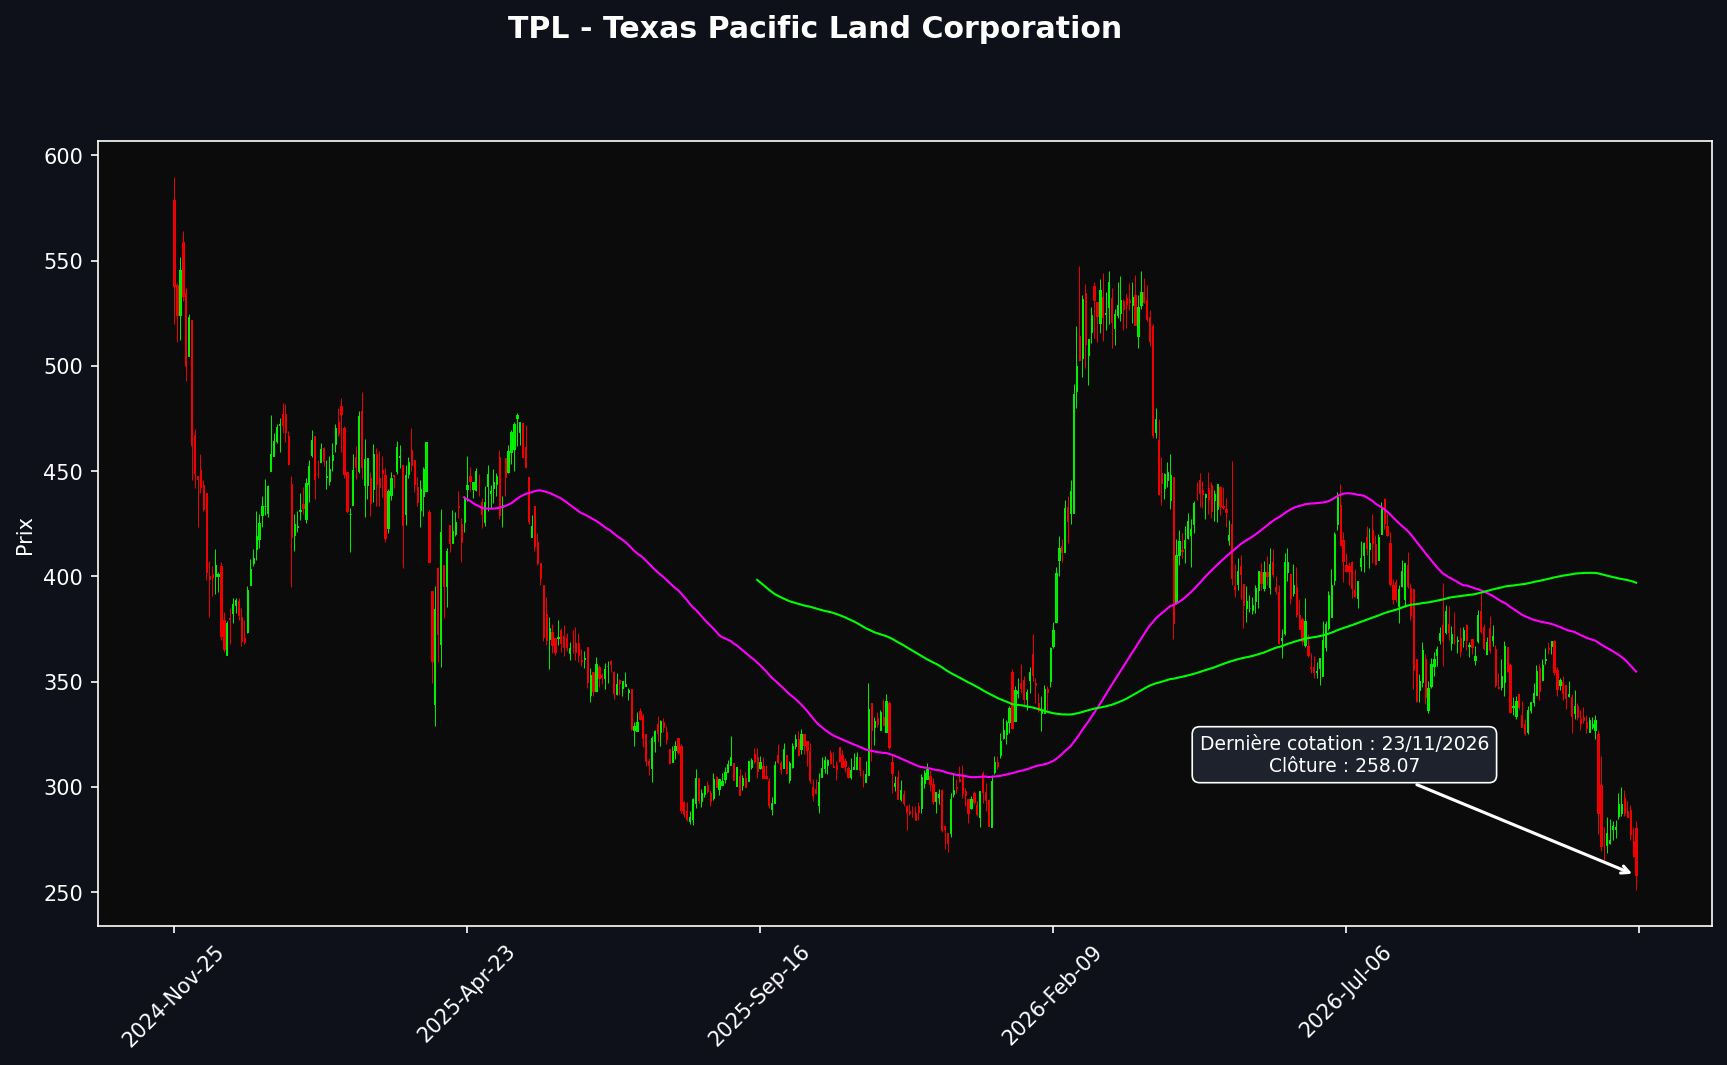 TPL - Texas Pacific Land Corporation
Prix
600
550
500
450
400
350
300
250
Dernière cotation : 23/11/2026
Clôture : 258.07
2024-Nov-25
2025-Apr-23
2025-Sep-16
2026-Feb-09
2026-Jul-06